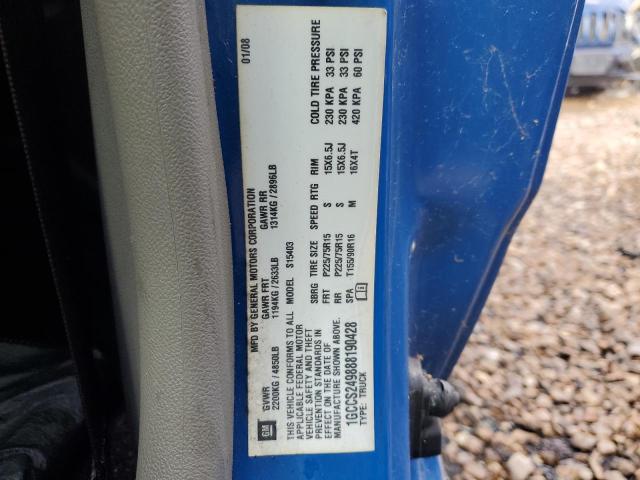 MFD BY GENERAL MOTORS CORPORATION 01/08
GM GVWR GAWR FRT GAWR RR
2200KG / 4850LB 1194KG / 2633LB 1314KG / 2896LB
THIS VEHICLE CONFORMS TO ALL MODEL S15403
APPLICABLE FEDERAL MOTOR
VEHICLE SAFETY AND THEFT
PREVENTION STANDARDS IN
EFFECT ON THE DATE OF
MANUFACTURE SHOWN ABOVE.
1GCCS249888190428
TYPE: TRUCK
SBRG TIRE SIZE SPEED RTG RIM COLD TIRE PRESSURE
FRT P225/75R15 S 15X6.5J 230 KPA 33 PSI
RR P225/75R15 S 15X6.5J 230 KPA 33 PSI
SPA T155/90R16 M 16X4T 420 KPA 60 PSI